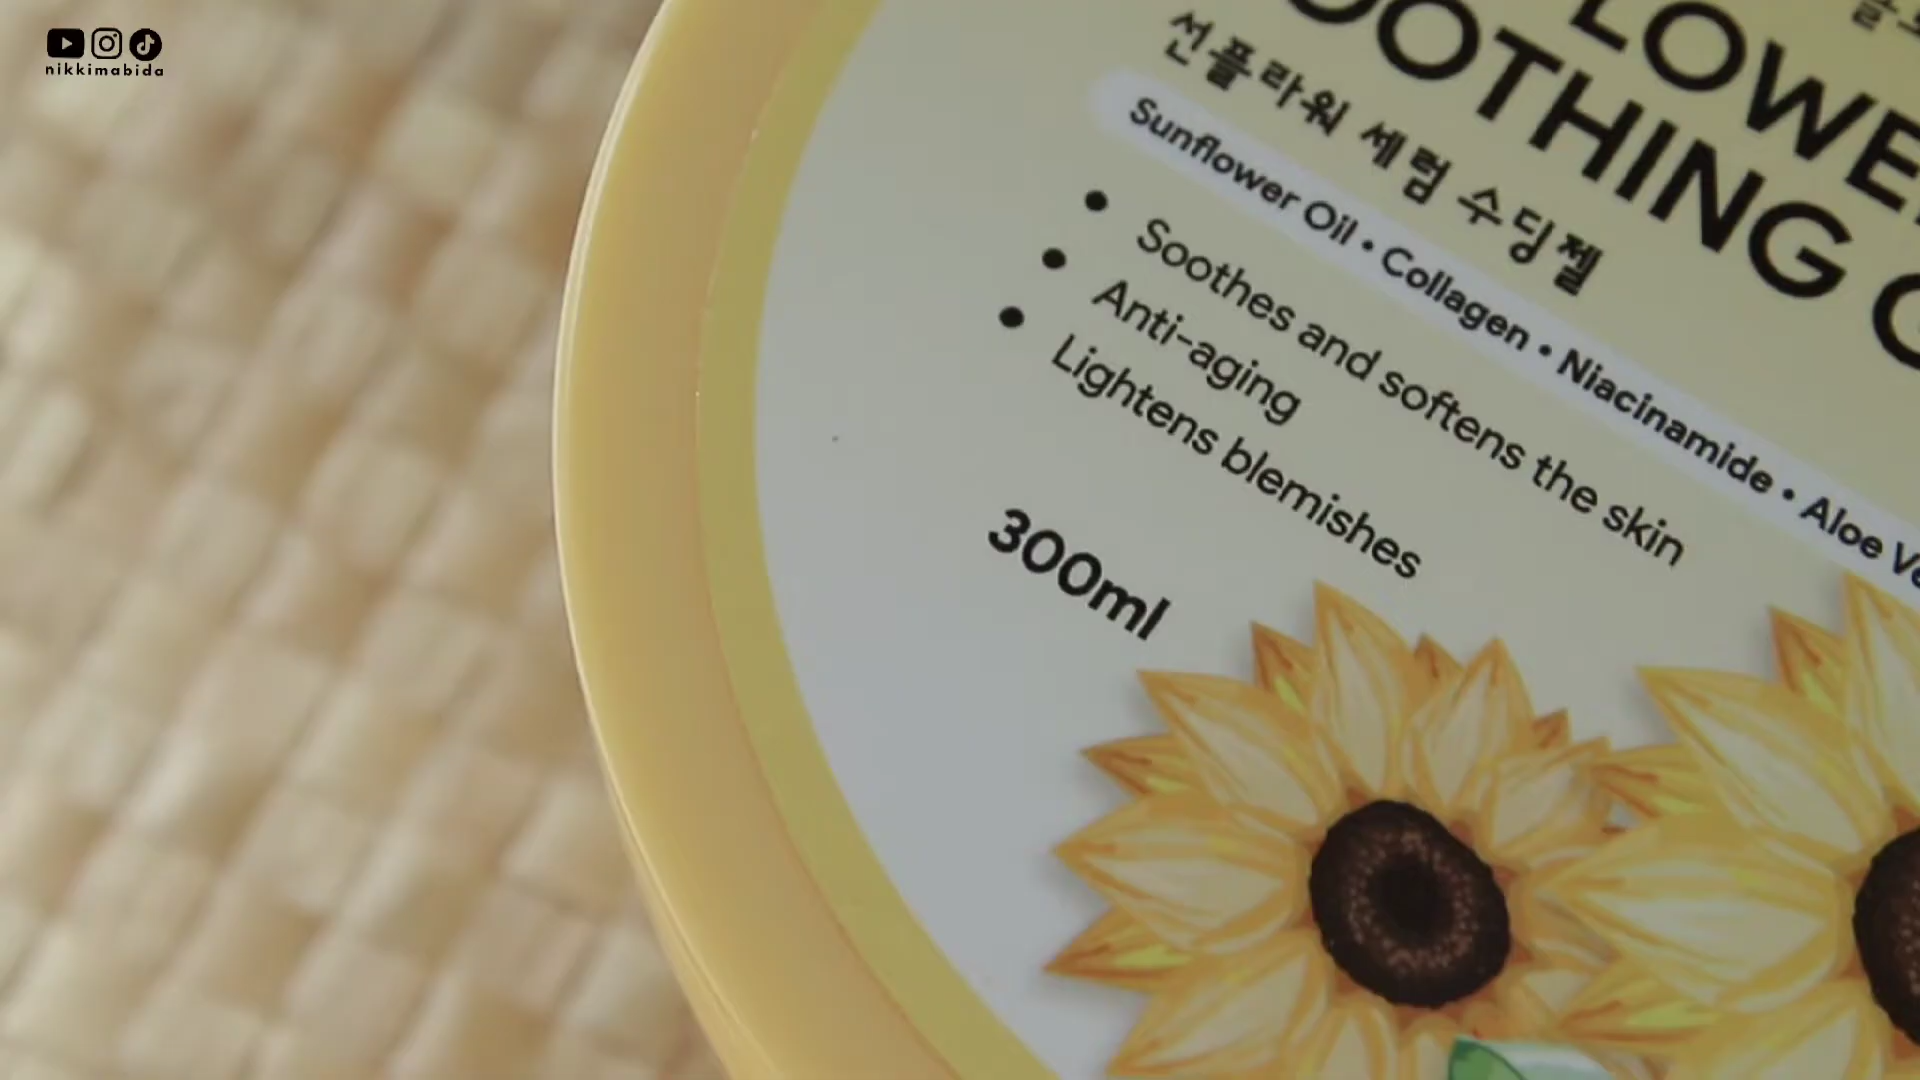 nikkimabida
LOWE
OOTHING G
선플라워 세럼 수딩젤
Sunflower Oil • Collagen • Niacinamide • Aloe Ve
• Soothes and softens the skin
• Anti-aging
• Lightens blemishes
300ml